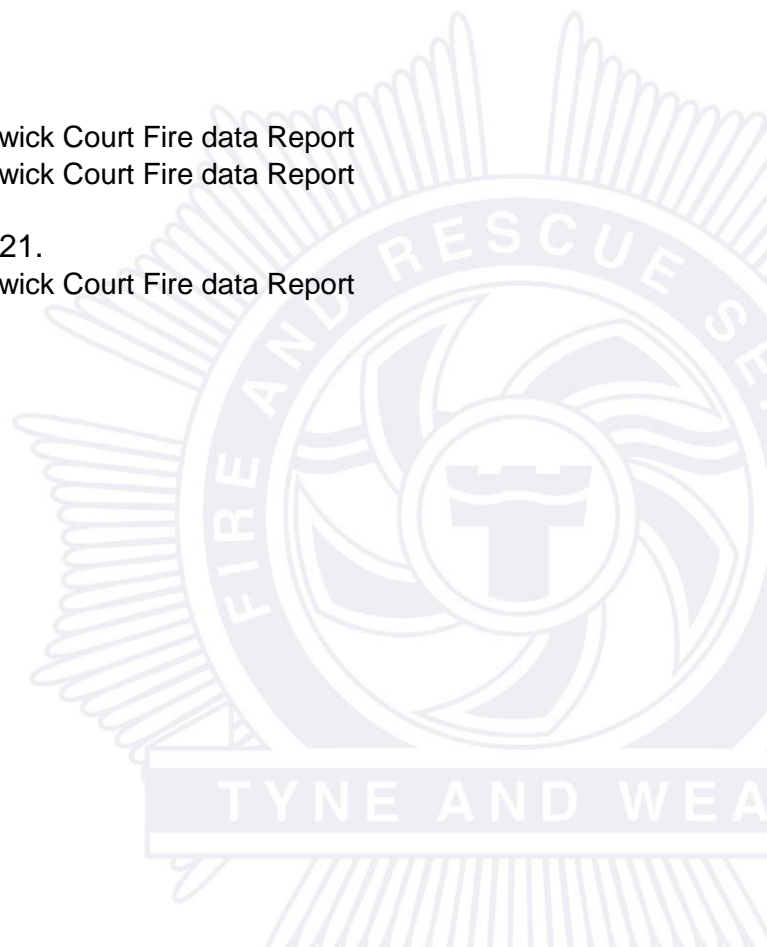 wick Court Fire data Report
wick Court Fire data Report
21.
wick Court Fire data Report
FIRE AND RESCUE SE
TYNE AND WEA